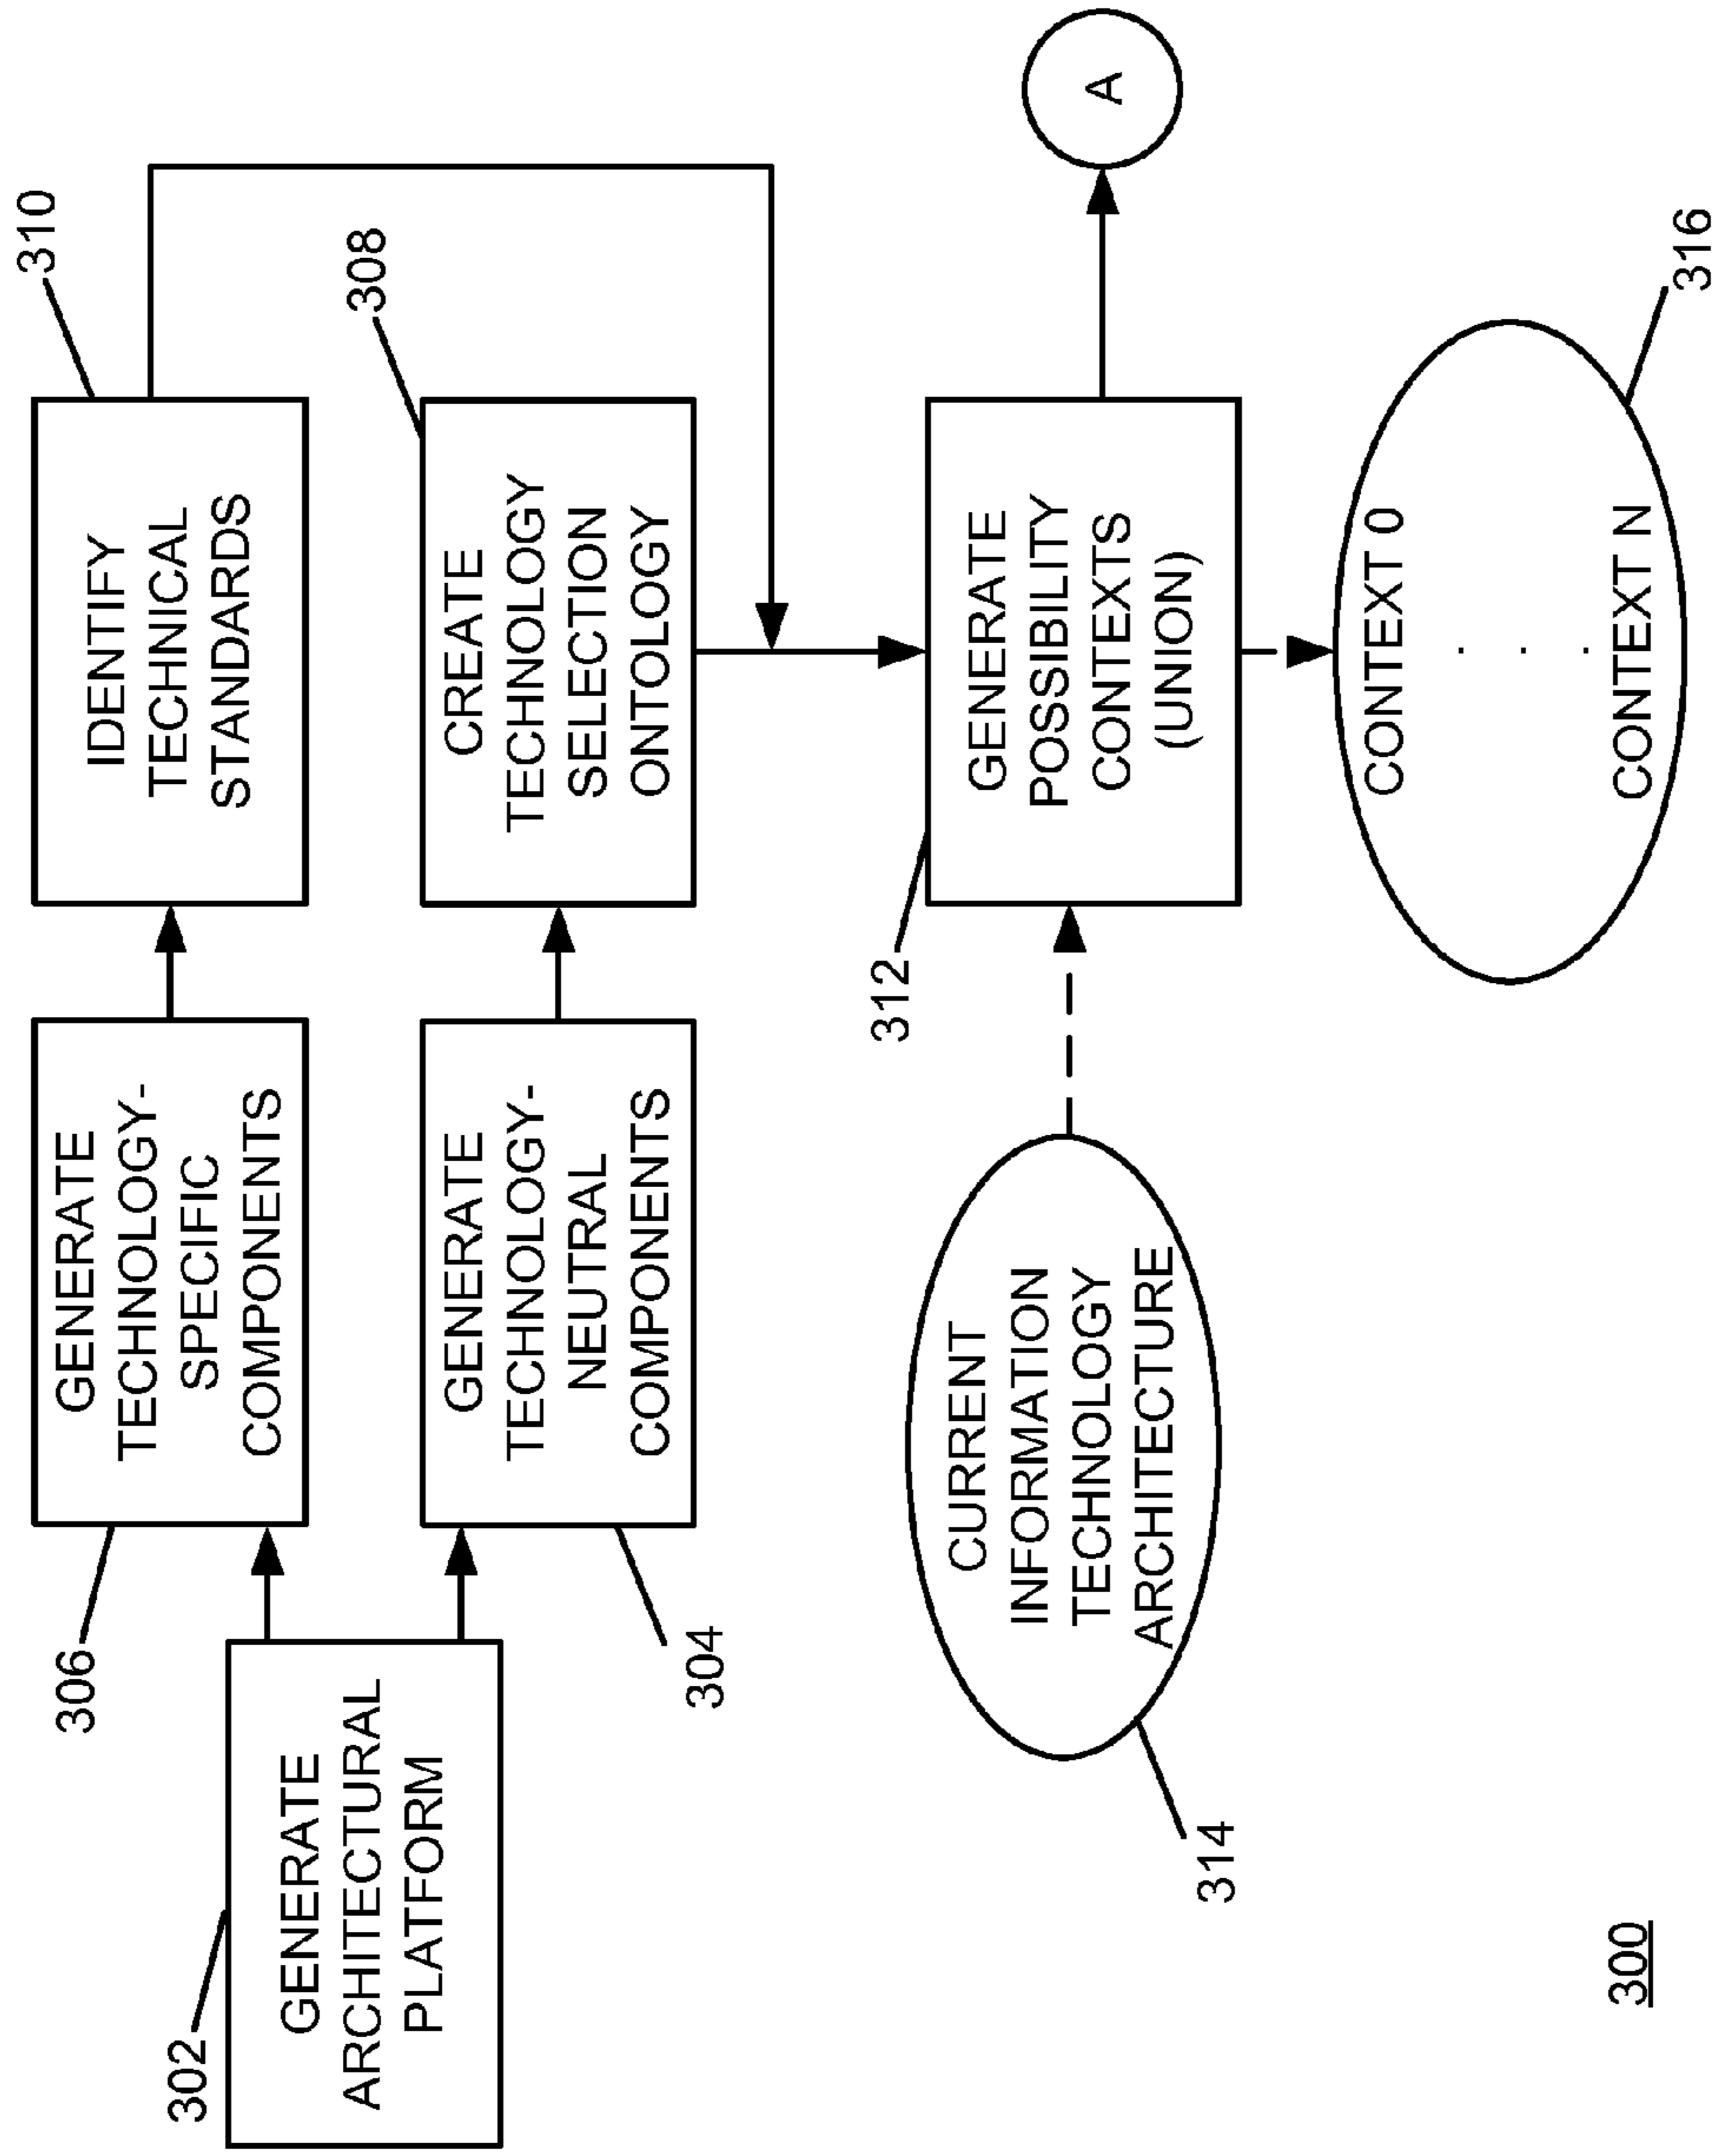 310
IDENTIFY
TECHNICAL
STANDARDS
306
GENERATE
TECHNOLOGY-
SPECIFIC
COMPONENTS
302
GENERATE
ARCHITECTURAL
PLATFORM
308
GENERATE
TECHNOLOGY-
NEUTRAL
COMPONENTS
CREATE
TECHNOLOGY
SELECTION
ONTOLOGY
304
312
CURRENT
INFORMATION
TECHNOLOGY
ARCHITECTURE
GENERATE
POSSIBILITY
CONTEXTS
(UNION)
A
314
CONTEXT 0
.
.
.
CONTEXT N
316
300